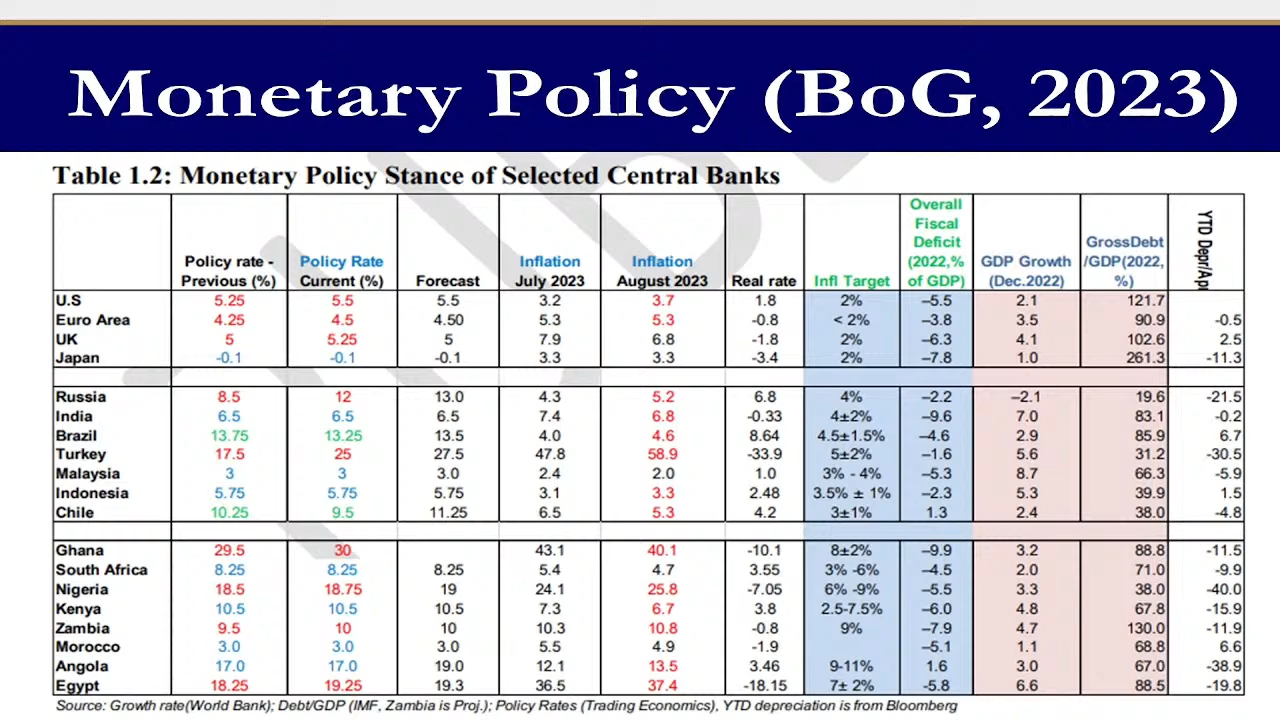 Monetary Policy (BoG, 2023)
Table 1.2: Monetary Policy Stance of Selected Central Banks
Policy rate - Previous (%) Policy Rate Current (%) Forecast Inflation July 2023 Inflation August 2023 Real rate Infl Target Overall Fiscal Deficit (2022,% of GDP) GDP Growth (Dec.2022) GrossDebt /GDP(2022, %) YTD
U.S 5.25 5.5 5.5 3.2 3.7 1.8 2% –5.5 2.1 121.7
Euro Area 4.25 4.5 4.50 5.3 5.3 -0.8 < 2% –3.8 3.5 90.9 -0.5
UK 5 5.25 5 7.9 6.8 -1.8 2% –6.3 4.1 102.6 2.5
Japan -0.1 -0.1 -0.1 3.3 3.3 -3.4 2% –7.8 1.0 261.3 -11.3
Russia 8.5 12 13.0 4.3 5.2 6.8 4% –2.2 –2.1 19.6 -21.5
India 6.5 6.5 6.5 7.4 6.8 -0.33 4±2% –9.6 7.0 83.1 -0.2
Brazil 13.75 13.25 13.5 4.0 4.6 8.64 4.5±1.5% –4.6 2.9 85.9 6.7
Turkey 17.5 25 27.5 47.8 58.9 -33.9 5±2% –1.6 5.6 31.2 -30.5
Malaysia 3 3 3.0 2.4 2.0 1.0 3% - 4% –5.3 8.7 66.3 -5.9
Indonesia 5.75 5.75 5.75 3.1 3.3 2.48 3.5% ± 1% –2.3 5.3 39.9 1.5
Chile 10.25 9.5 11.25 6.5 5.3 4.2 3±1% 1.3 2.4 38.0 -4.8
Ghana 29.5 30 43.1 40.1 -10.1 8±2% –9.9 3.2 88.8 -11.5
South Africa 8.25 8.25 8.25 5.4 4.7 3.55 3% -6% –4.5 2.0 71.0 -9.9
Nigeria 18.5 18.75 19 24.1 25.8 -7.05 6% -9% –5.5 3.3 38.0 -40.0
Kenya 10.5 10.5 10.5 7.3 6.7 3.8 2.5-7.5% –6.0 4.8 67.8 -15.9
Zambia 9.5 10 10 10.3 10.8 -0.8 9% –7.9 4.7 130.0 -11.9
Morocco 3.0 3.0 3.0 5.5 4.9 -1.9 –5.1 1.1 68.8 6.6
Angola 17.0 17.0 19.0 12.1 13.5 3.46 9-11% 1.6 3.0 67.0 -38.9
Egypt 18.25 19.25 19.3 36.5 37.4 -18.15 7± 2% –5.8 6.6 88.5 -19.8
Source: Growth rate(World Bank); Debt/GDP (IMF, Zambia is Proj.); Policy Rates (Trading Economics), YTD depreciation is from Bloomberg